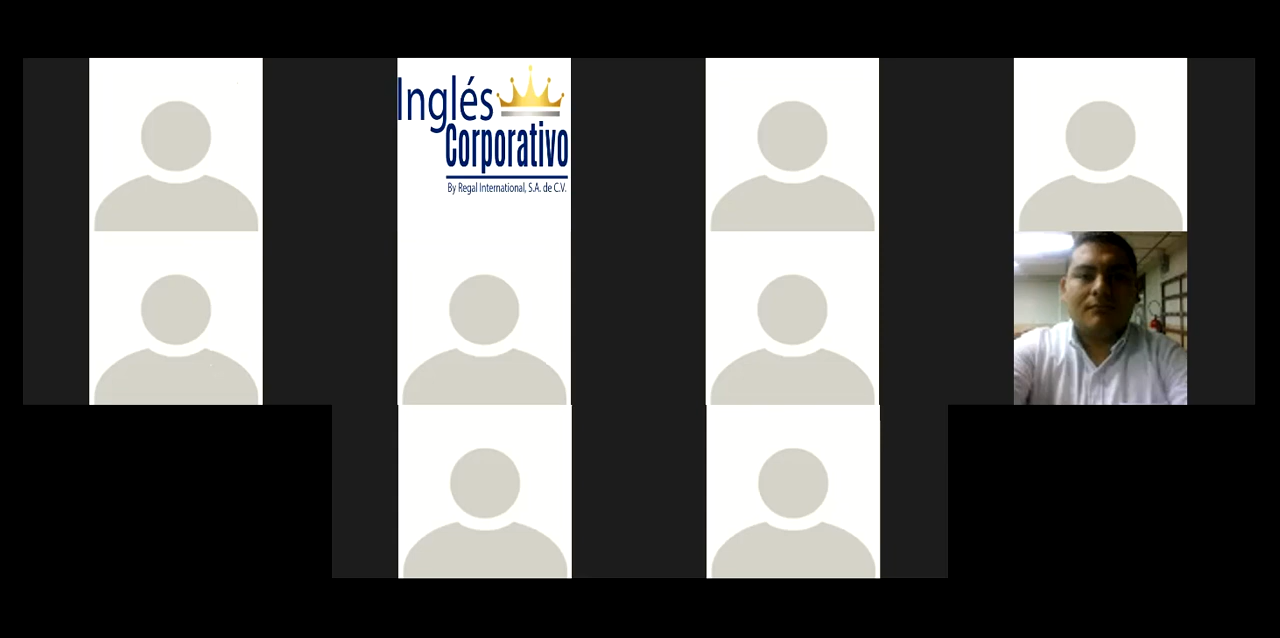 Inglés
Corporativo
By Regal International, S.A. de C.V.